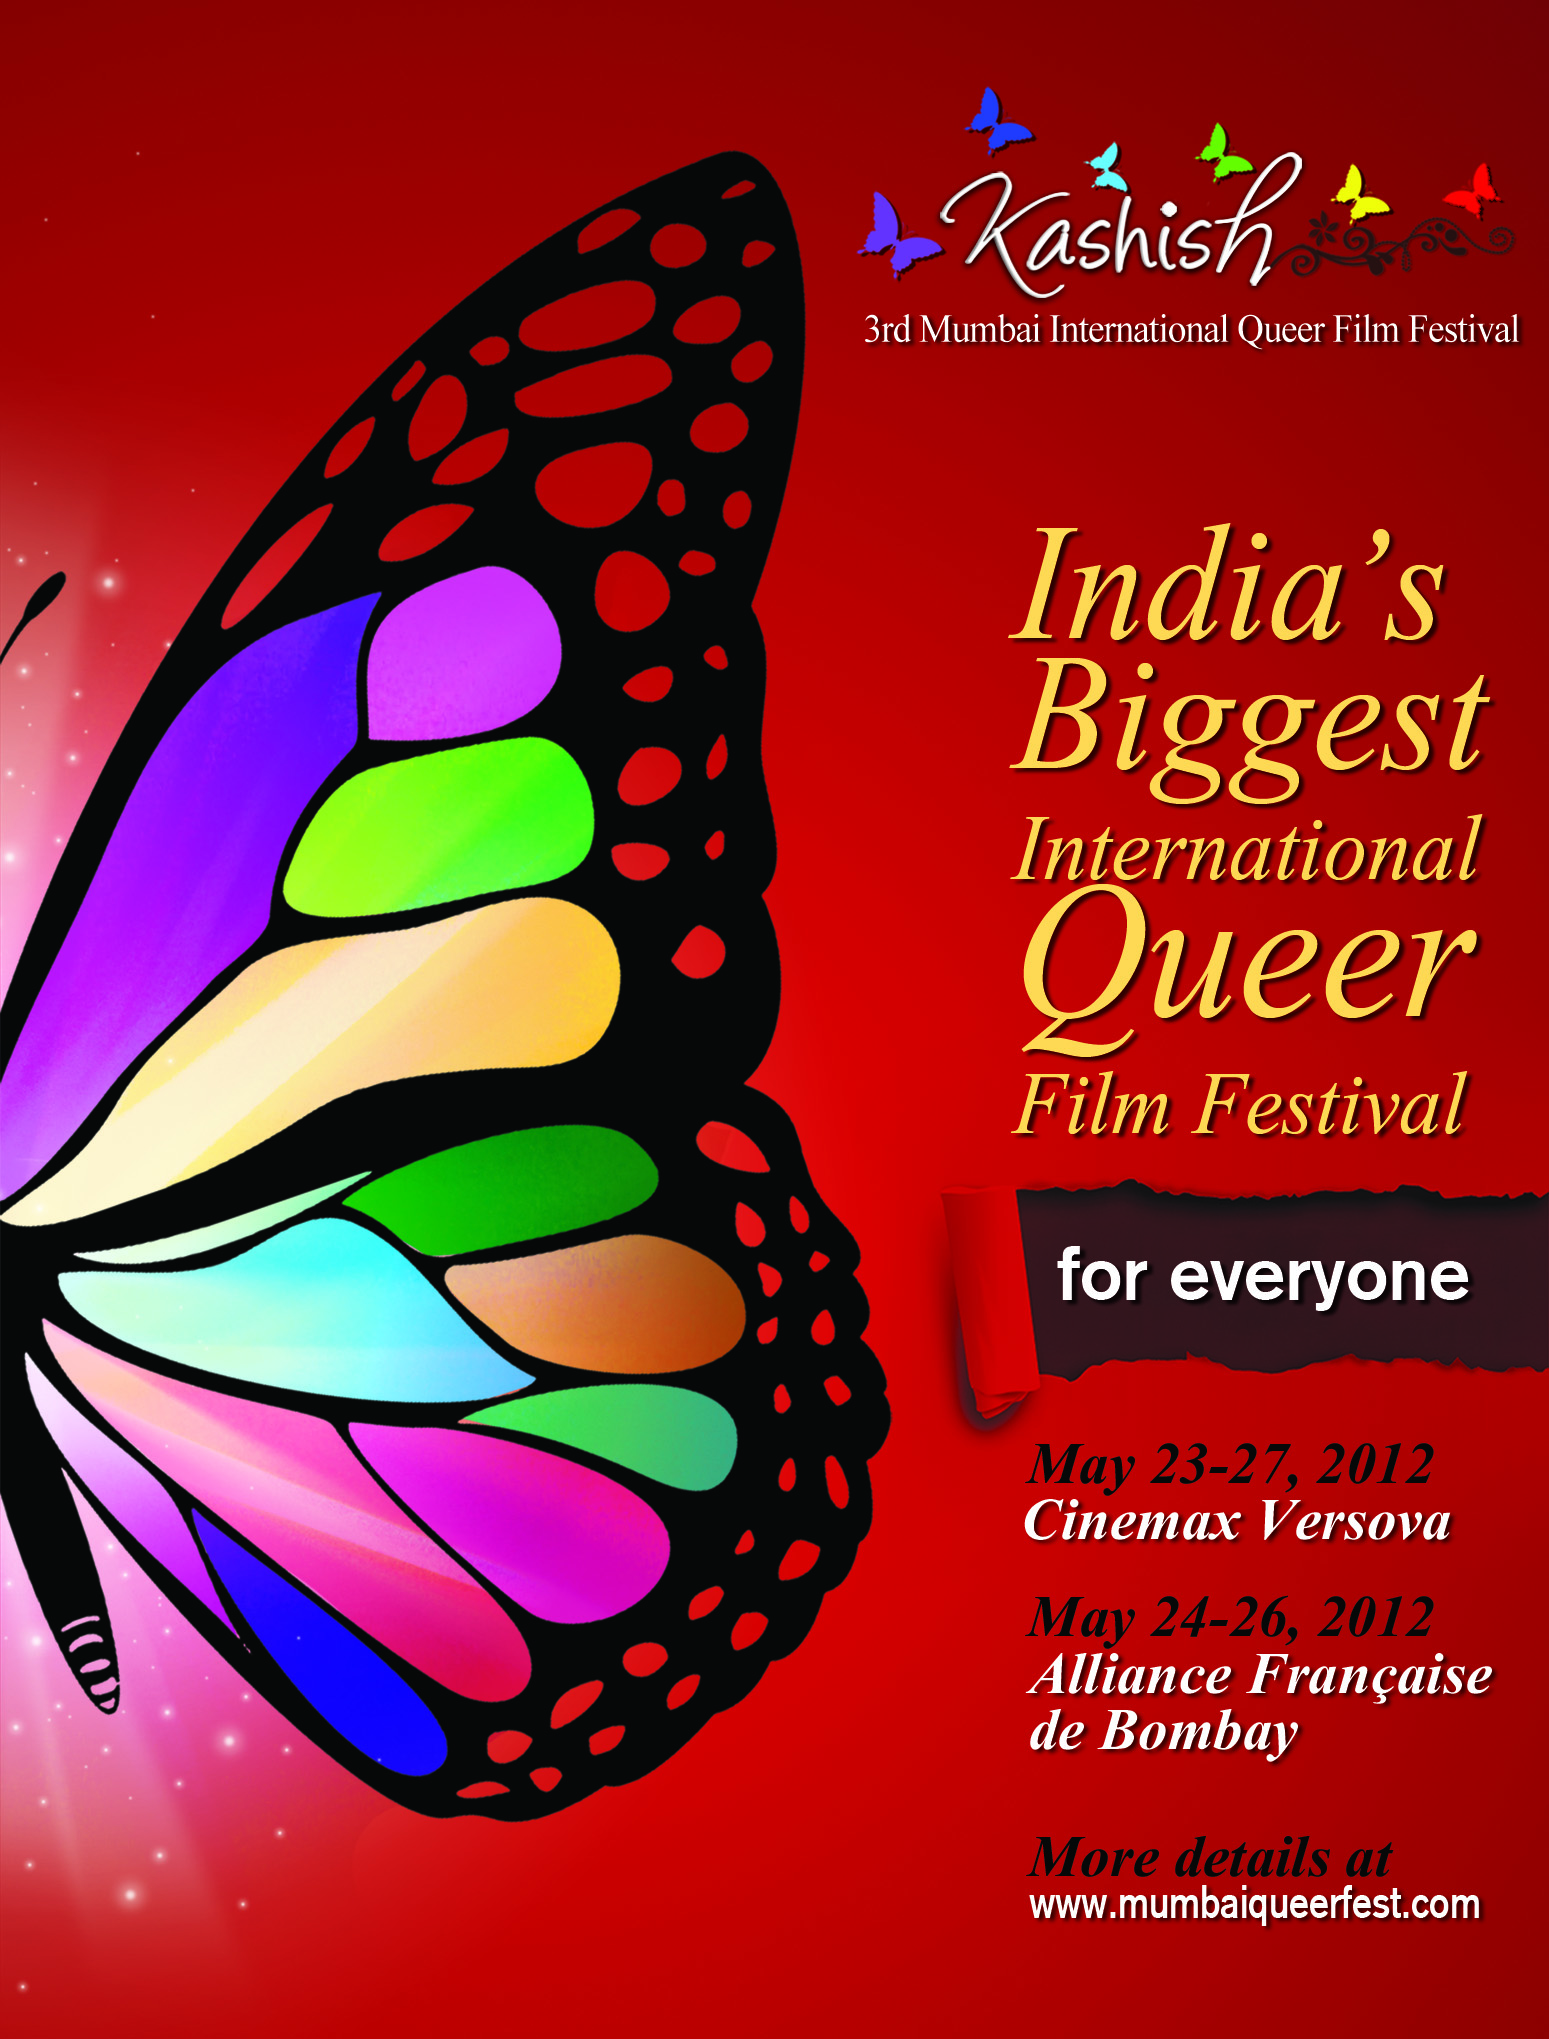 Kashish
3rd Mumbai International Queer Film Festival
India's
Biggest
International
Queer
Film Festival
for everyone
May 23-27, 2012
Cinemax Versova
May 24-26, 2012
Alliance Française
de Bombay
More details at
www.mumbaiqueerfest.com